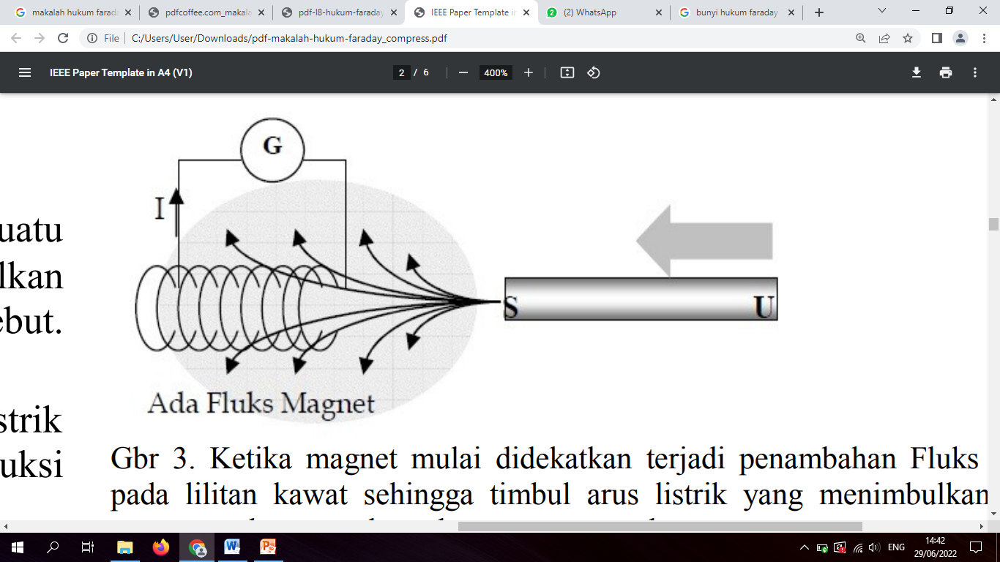 makalah hukum farada
pdfcoffee.com_makala
pdf-l8-hukum-faraday
IEEE Paper Template in
(2) WhatsApp
bunyi hukum faraday
File | C:/Users/User/Downloads/pdf-makalah-hukum-faraday_compress.pdf
IEEE Paper Template in A4 (V1)
2 / 6
400%
G
I
S
U
Ada Fluks Magnet
uatu
lkan
ebut.
strik
uksi
Gbr 3. Ketika magnet mulai didekatkan terjadi penambahan Fluks
pada lilitan kawat sehingga timbul arus listrik yang menimbulkan
ENG
14:42
29/06/2022